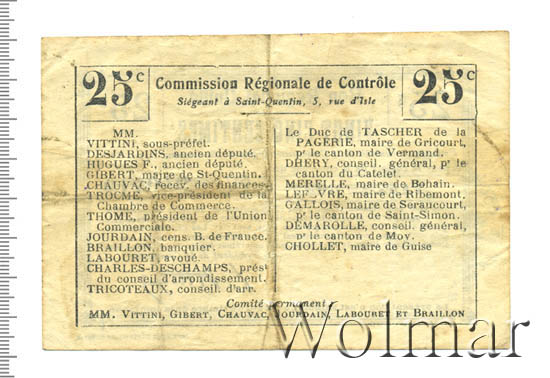 25c
Commission Régionale de Contrôle
25c
Siégeant à Saint-Quentin, 5, rue d'Isle
MM.
VITTINI, sous-préfet.
DESJARDINS, ancien député.
HUGUES F., ancien député.
GIBERT, maire de St-Quentin.
CHAUVAC, recev. des finances.
TROCMÉ, vice-président de la
Chambre de Commerce.
THOME, président de l'Union
Commerciale.
JOURDAIN, cens. B. de France.
BRAILLON, banquier.
LABOURET, avoué.
CHARLES-DESCHAMPS, prést
du conseil d'arrondissement.
TRICOTEAUX, conseil. d'arr.
Le Duc de TASCHER de la
PAGERIE, maire de Gricourt,
pr le canton de Vermand.
DHÉRY, conseil. général, pr le
canton du Catelet.
MERELLE, maire de Bohain.
LEFÈVRE, maire de Ribemont.
GALLOIS, maire de Seraucourt,
pr le canton de Saint-Simon.
DÉMAROLLE, conseil. général,
pr le canton de Moy.
CHOLLET, maire de Guise
Comité permanent
MM. VITTINI, GIBERT, CHAUVAC, JOURDAIN, LABOURET ET BRAILLON
Wolmar